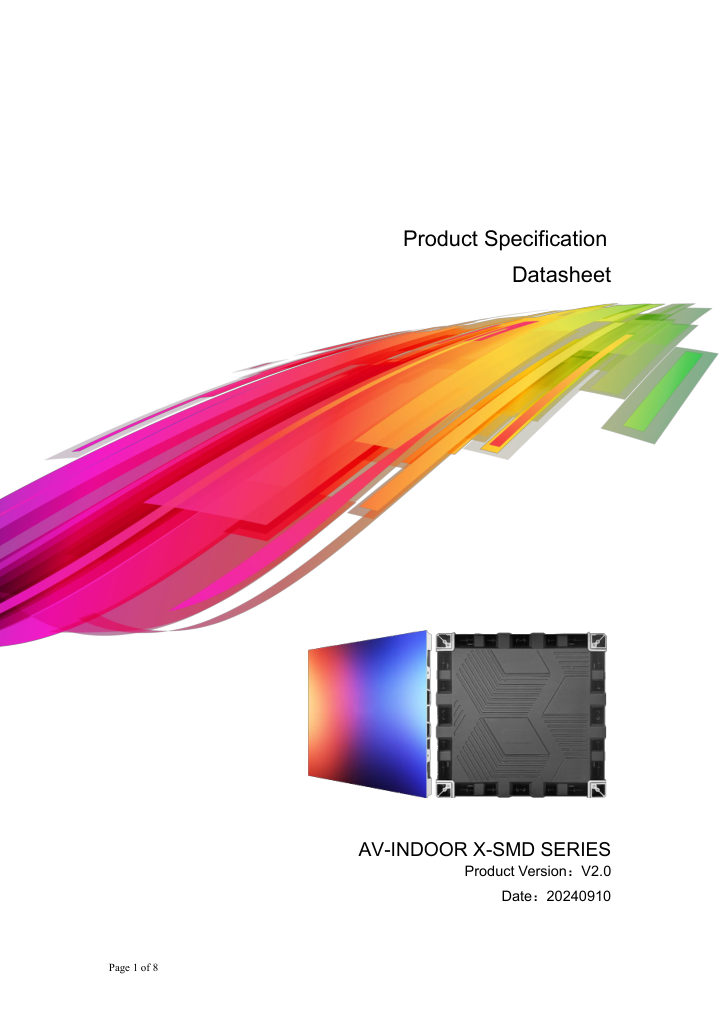 Product Specification
Datasheet
AV-INDOOR X-SMD SERIES
Product Version：V2.0
Date：20240910
Page 1 of 8